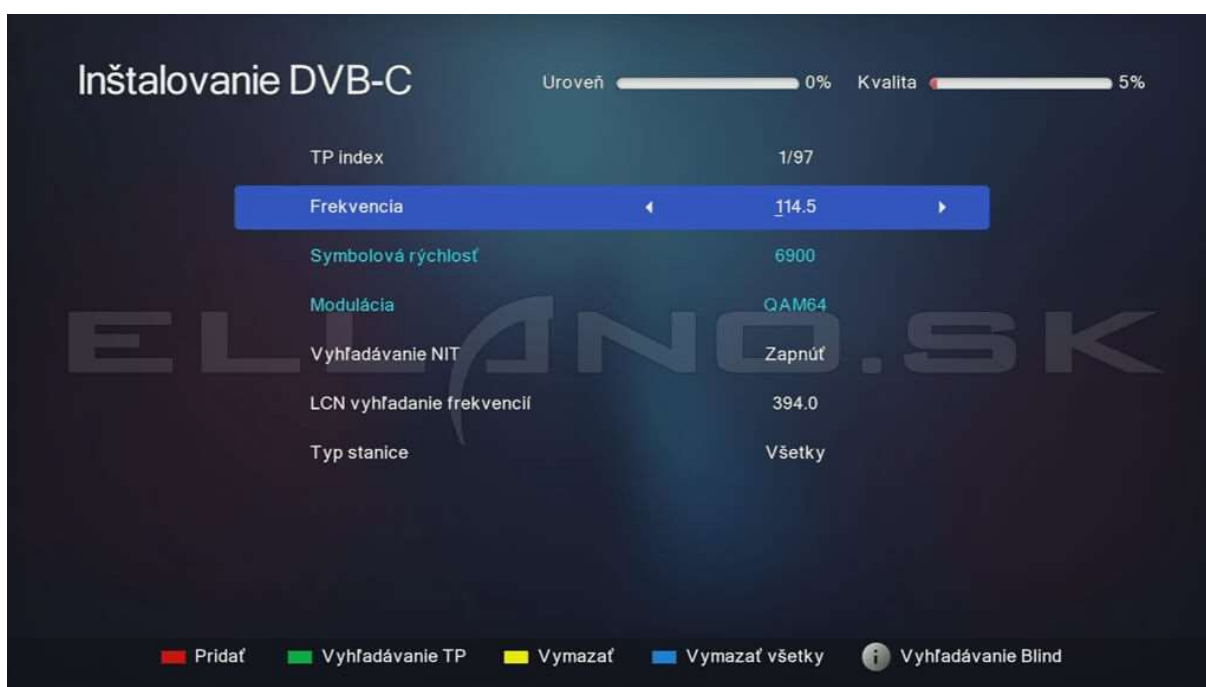 Inštalovanie DVB-C Uroveň 0% Kvalita 5%
TP index 1/97
Frekvencia 114.5
Symbolová rýchlosť 6900
Modulácia QAM64
ELLANO.SK
Vyhľadávanie NIT Zapnúť
LCN vyhľadanie frekvencií 394.0
Typ stanice Všetky
Pridať Vyhľadávanie TP Vymazať Vymazať všetky i Vyhľadávanie Blind